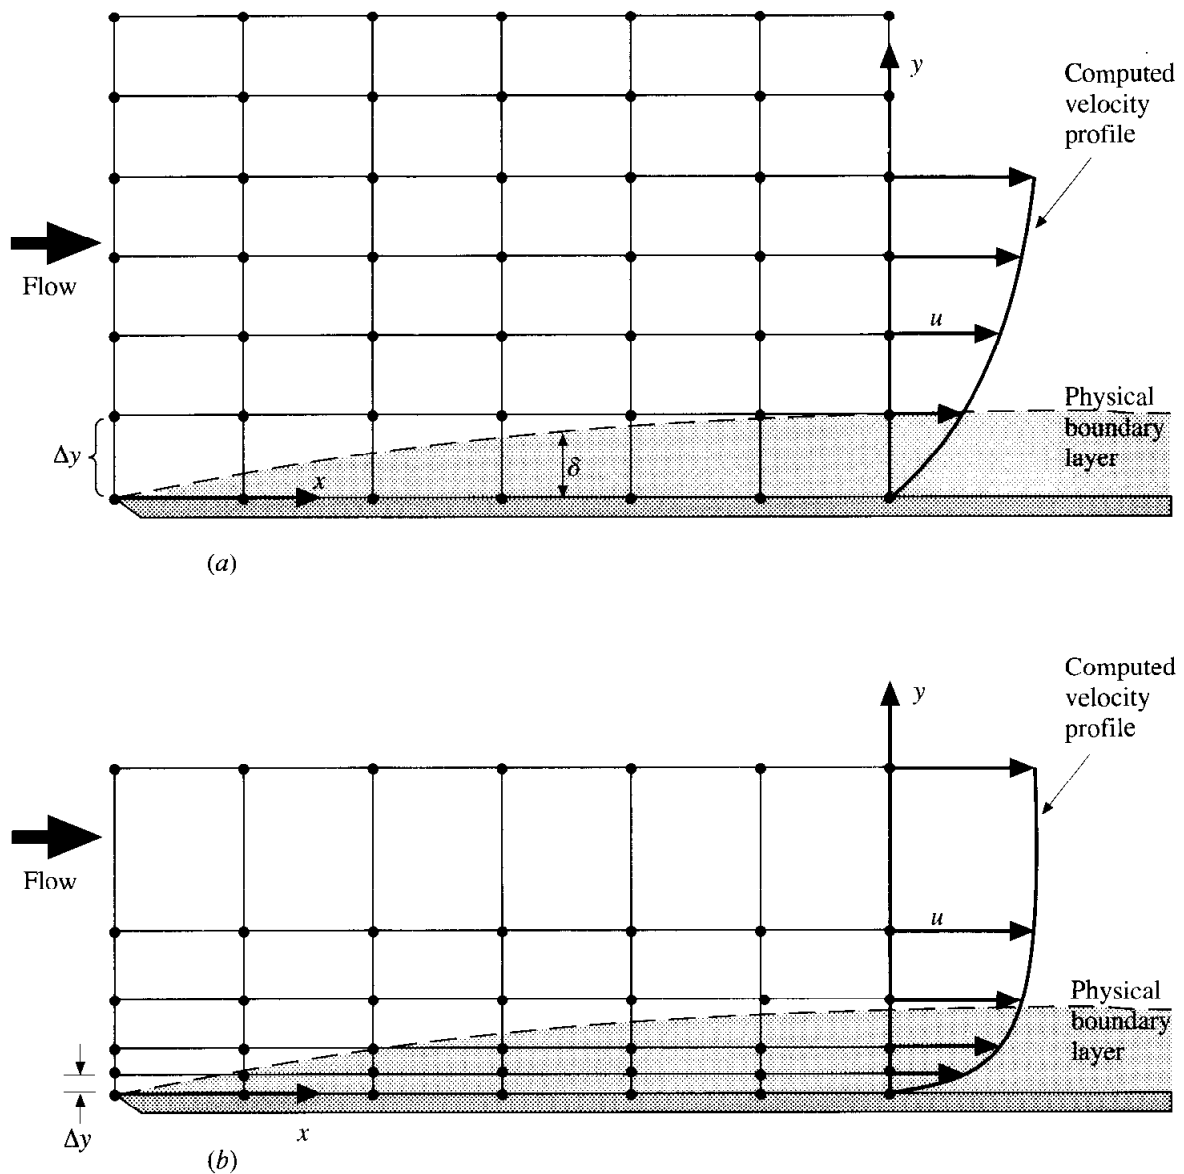 y
Computed
velocity
profile
Flow
u
Physical
boundary
layer
Δy
x
δ
(a)
Computed
velocity
profile
y
Flow
u
Physical
boundary
layer
Δy
x
(b)